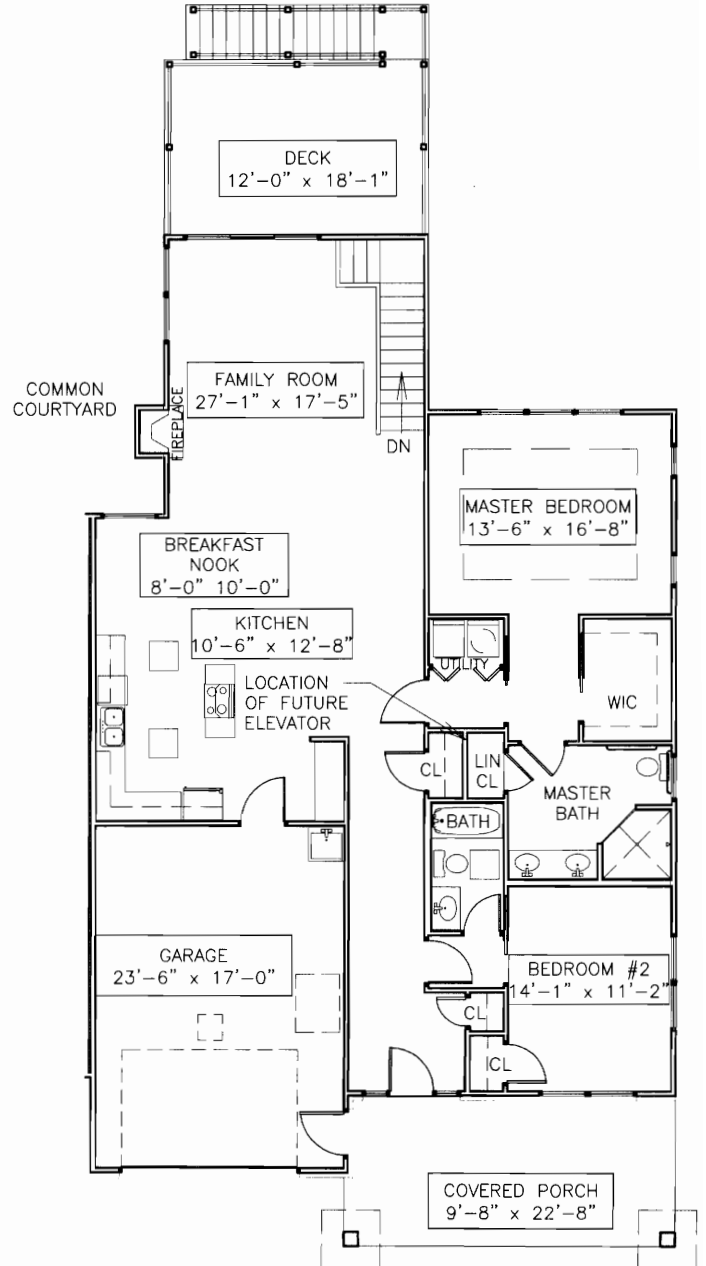 DECK
12'-0" x 18'-1"
FAMILY ROOM
27'-1" x 17'-5"
COMMON
COURTYARD
FIREPLACE
DN
MASTER BEDROOM
13'-6" x 16'-8"
BREAKFAST
NOOK
8'-0" 10'-0"
KITCHEN
10'-6" x 12'-8"
UTILITY
LOCATION
OF FUTURE
ELEVATOR
WIC
CL
LIN
CL
MASTER
BATH
BATH
GARAGE
23'-6" x 17'-0"
BEDROOM #2
14'-1" x 11'-2"
CL
CL
COVERED PORCH
9'-8" x 22'-8"